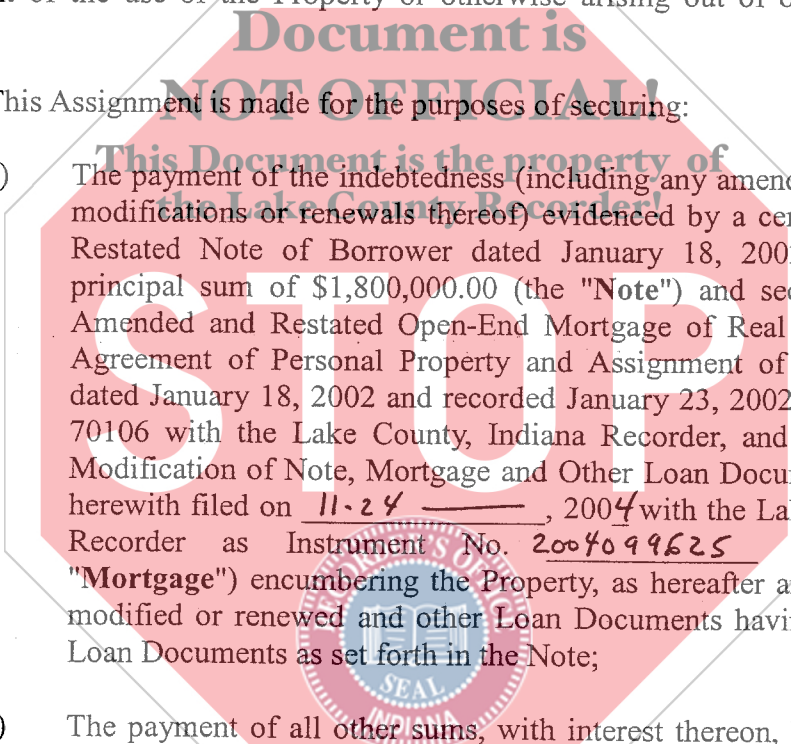 of the use of the Property or otherwise arising out of or
Document is
NOT OFFICIAL!
This Assignment is made for the purposes of securing:
This Document is the property of
the Lake County Recorder!
) The payment of the indebtedness (including any amend
modifications or renewals thereof) evidenced by a cer
Restated Note of Borrower dated January 18, 200
principal sum of $1,800,000.00 (the "Note") and sec
Amended and Restated Open-End Mortgage of Real
Agreement of Personal Property and Assignment of
dated January 18, 2002 and recorded January 23, 2002
70106 with the Lake County, Indiana Recorder, and
Modification of Note, Mortgage and Other Loan Docu
herewith filed on 11-24 ——, 2004 with the La
Recorder as Instrument No. 2004099625
"Mortgage") encumbering the Property, as hereafter a
modified or renewed and other Loan Documents havi
Loan Documents as set forth in the Note;
) The payment of all other sums, with interest thereon,
STOP
RECORDER'S OFFICE
SEAL
INDIANA